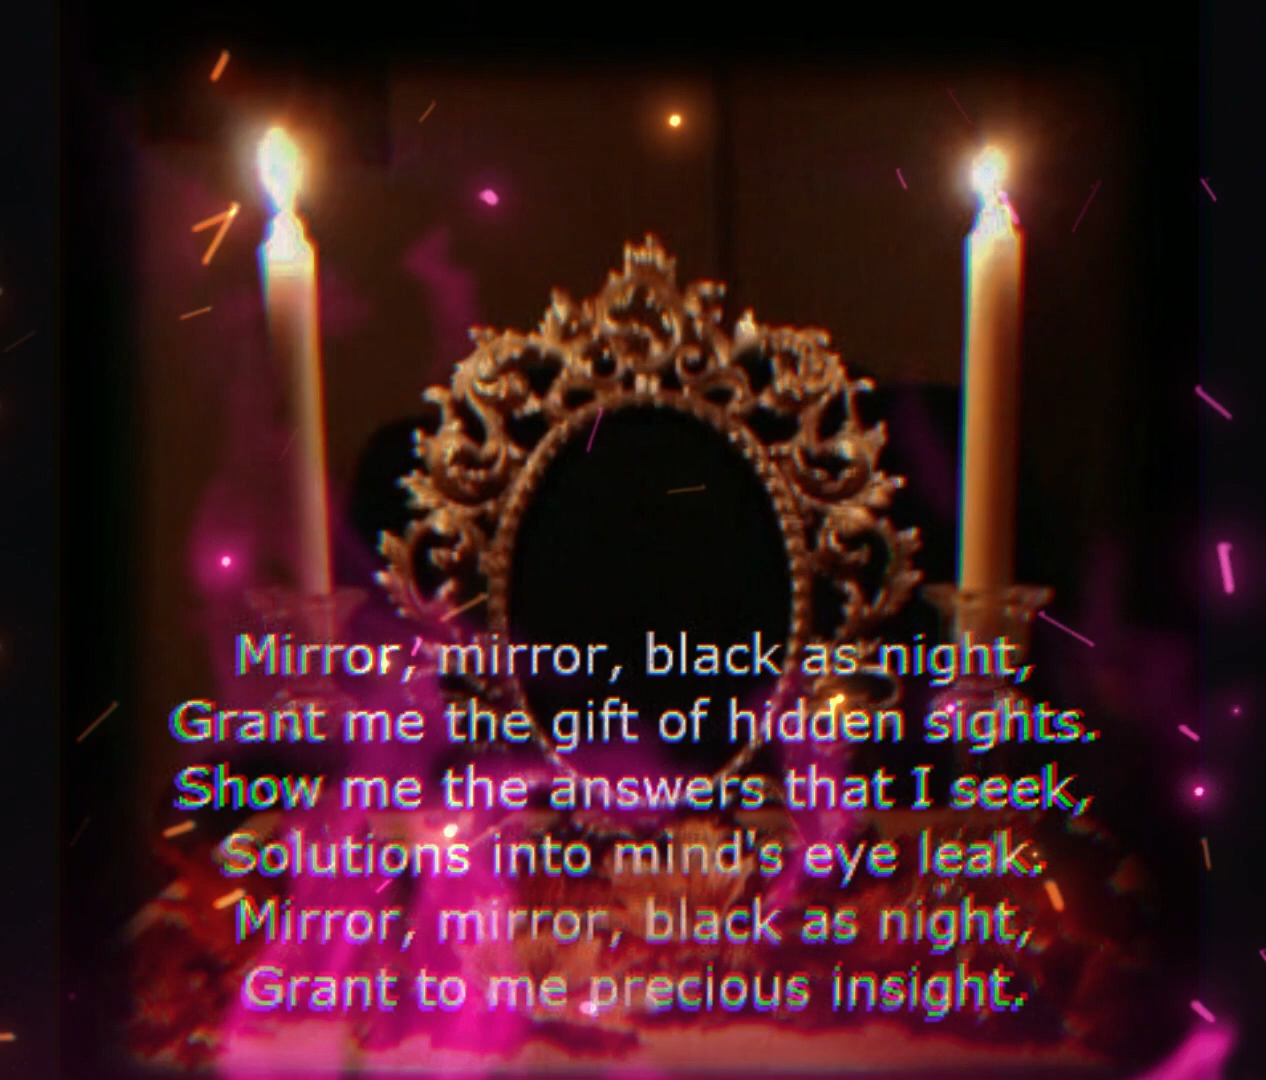 Mirror, mirror, black as night,
Grant me the gift of hidden sights.
Show me the answers that I seek,
Solutions into mind's eye leak.
Mirror, mirror, black as night,
Grant to me precious insight.